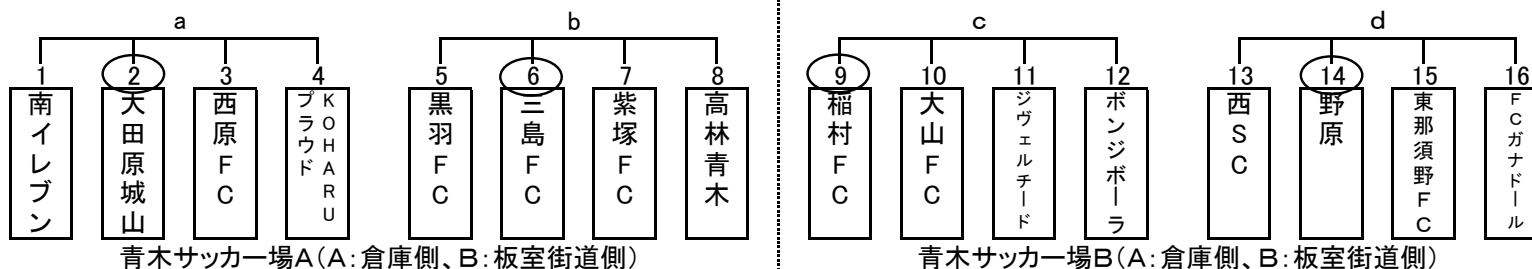 a b c d
1 2 3 4 5 6 7 8 9 10 11 12 13 14 15 16
南イレブン
大田原城山
西原FC
KOHARU
プラウド
黒羽FC
三島FC
紫塚FC
高林青木
稲村FC
大山FC
ジヴェルチード
ボンジボーラ
西SC
野原
東那須野FC
FCガナドール
青木サッカー場A(A:倉庫側、B:板室街道側)
青木サッカー場B(A:倉庫側、B:板室街道側)